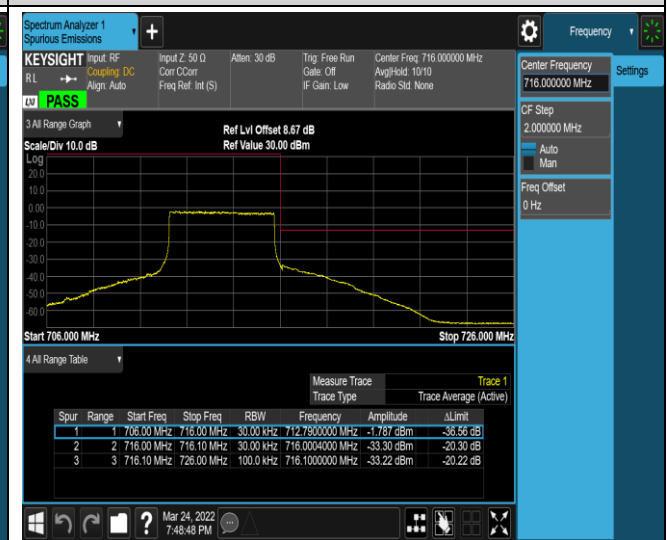 Spectrum Analyzer 1
Spurious Emissions
Frequency
KEYSIGHT Input: RF Input Z: 50 Ω Atten: 30 dB Trig: Free Run Center Freq: 716.000000 MHz
RL Coupling: DC Corr CCorr Gate: Off Avg|Hold: 10/10
Align: Auto Freq Ref: Int (S) IF Gain: Low Radio Std: None
LXI PASS
Center Frequency
716.000000 MHz
Settings
CF Step
2.000000 MHz
Auto
Man
Freq Offset
0 Hz
3 All Range Graph
Ref Lvl Offset 8.67 dB
Scale/Div 10.0 dB Ref Value 30.00 dBm
Log
20.0
10.0
0.00
-10.0
-20.0
-30.0
-40.0
-50.0
-60.0
Start 706.000 MHz Stop 726.000 MHz
4 All Range Table
Measure Trace Trace 1
Trace Type Trace Average (Active)
Spur Range Start Freq Stop Freq RBW Frequency Amplitude ΔLimit
1 1 706.00 MHz 716.00 MHz 30.00 kHz 712.7900000 MHz -1.787 dBm -36.56 dB
2 2 716.00 MHz 716.10 MHz 30.00 kHz 716.0004000 MHz -33.30 dBm -20.30 dB
3 3 716.10 MHz 726.00 MHz 100.0 kHz 716.1000000 MHz -33.22 dBm -20.22 dB
Mar 24, 2022
7:48:48 PM